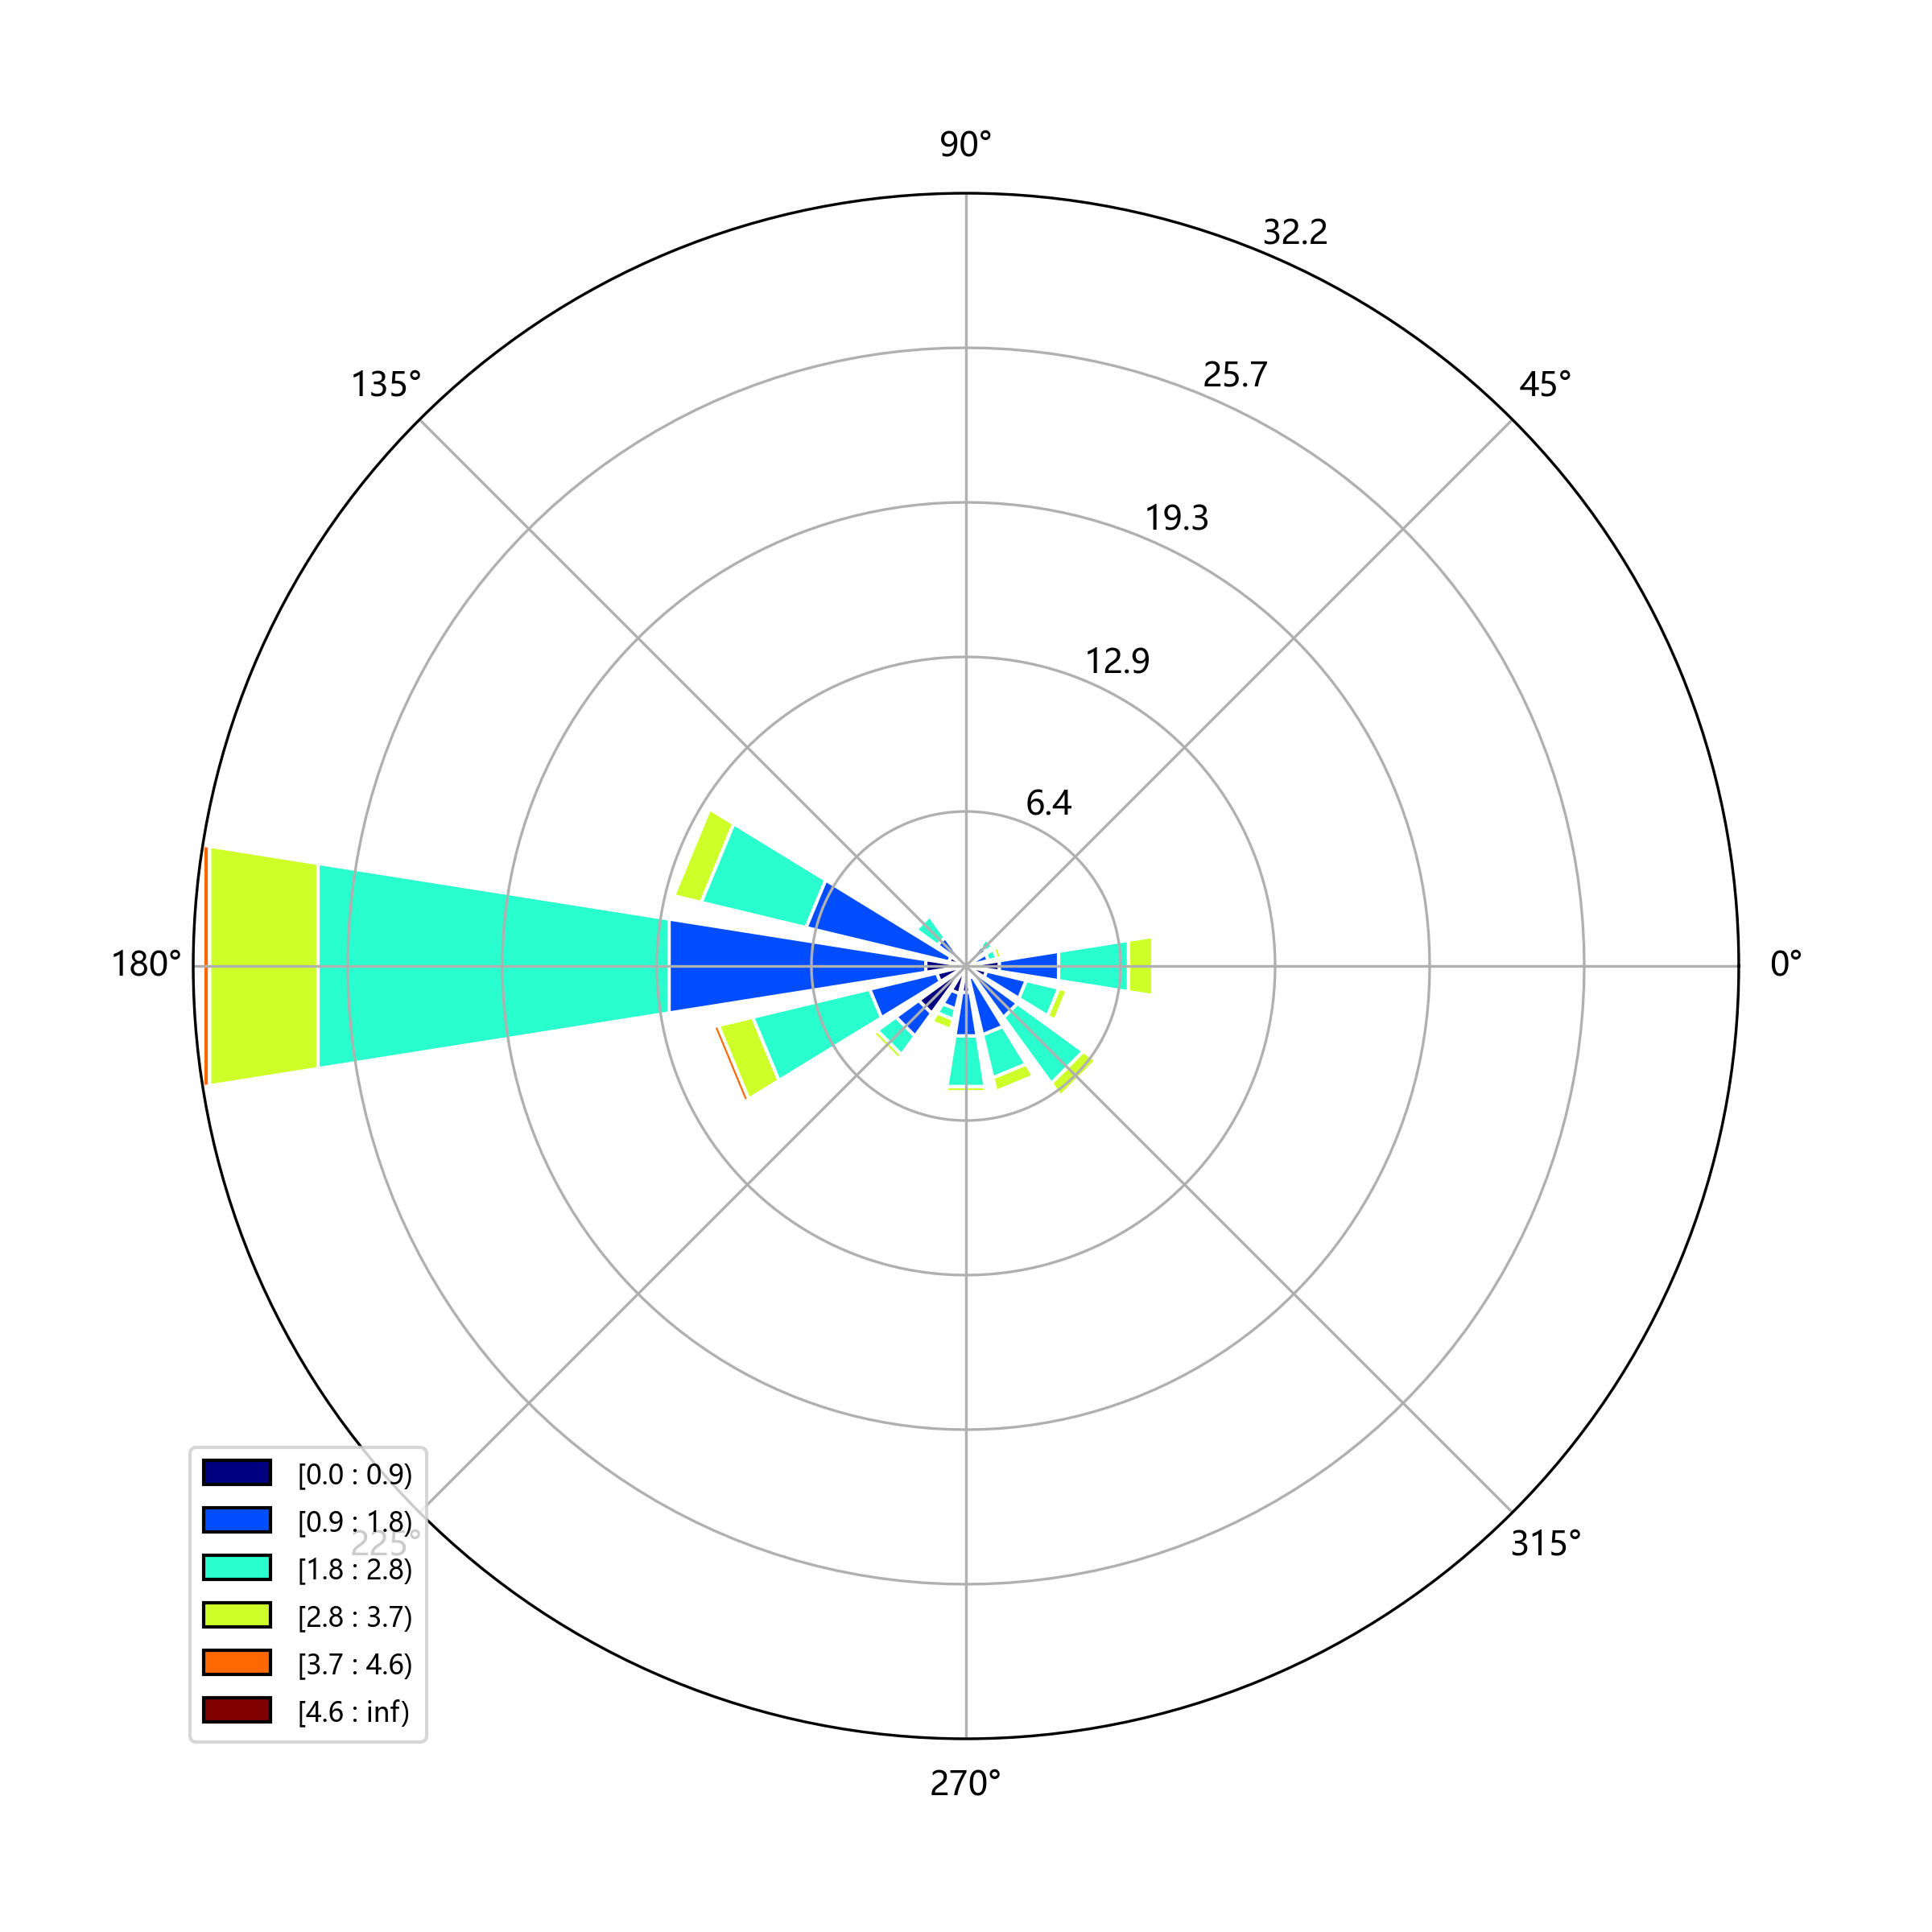 90°
32.2
135°
25.7
45°
19.3
12.9
6.4
180°
0°
[0.0 : 0.9)
[0.9 : 1.8)
225°
315°
[1.8 : 2.8)
[2.8 : 3.7)
[3.7 : 4.6)
[4.6 : inf)
270°